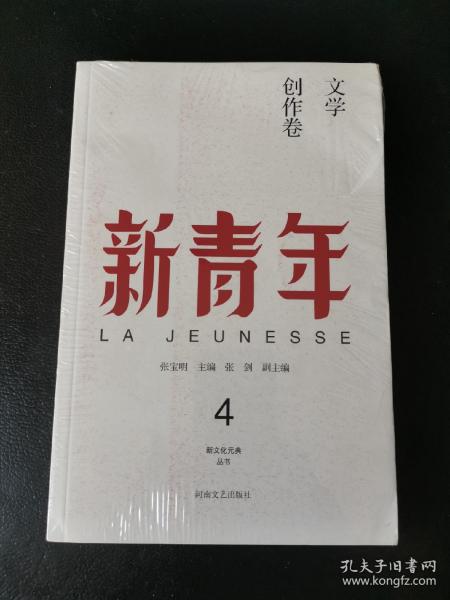 文学
创作卷
新青年
LA JEUNESSE
张宝明 主编 张 剑 副主编
4
新文化元典
丛书
河南文艺出版社
孔夫子旧书网
www.kongfz.com